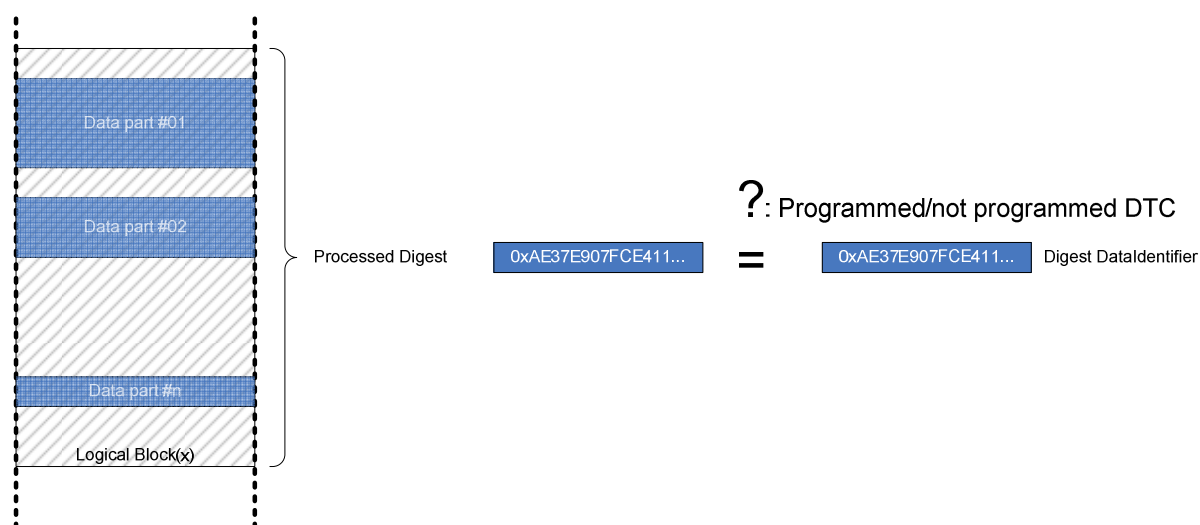 Data part #01
Data part #02
Data part #n
Logical Block(x)
Processed Digest
0xAE37E907FCE411...
?: Programmed/not programmed DTC
=
0xAE37E907FCE411...
Digest DataIdentifier